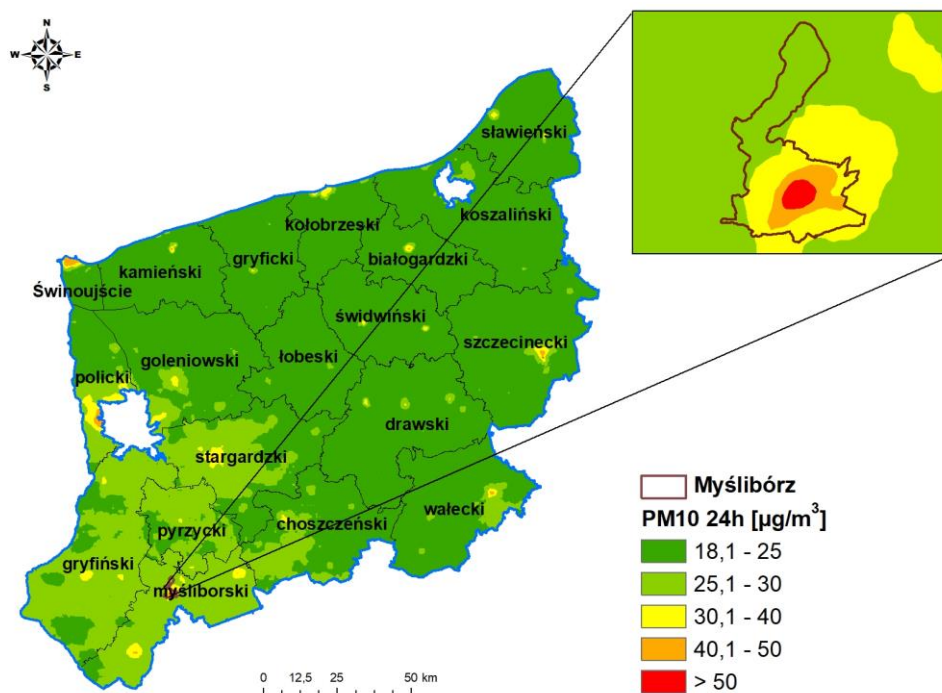 N
W E
S
sławieński
koszaliński
kołobrzeski
białogardzki
gryficki
kamieński
Świnoujście
świdwiński
szczecinecki
łobeski
goleniowski
policki
drawski
stargardzki
wałecki
choszczeński
pyrzycki
gryfiński
myśliborski
Myślibórz
PM10 24h [µg/m³]
18,1 - 25
25,1 - 30
30,1 - 40
40,1 - 50
> 50
0 12,5 25 50 km